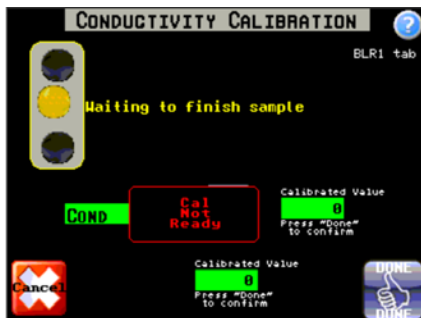 CONDUCTIVITY CALIBRATION
?
BLR1 tab
Waiting to finish sample
COND
Cal
Not
Ready
Calibrated Value
0
Press "Done"
to confirm
Cancel
Calibrated Value
0
Press "Done"
to confirm
DONE
DONE